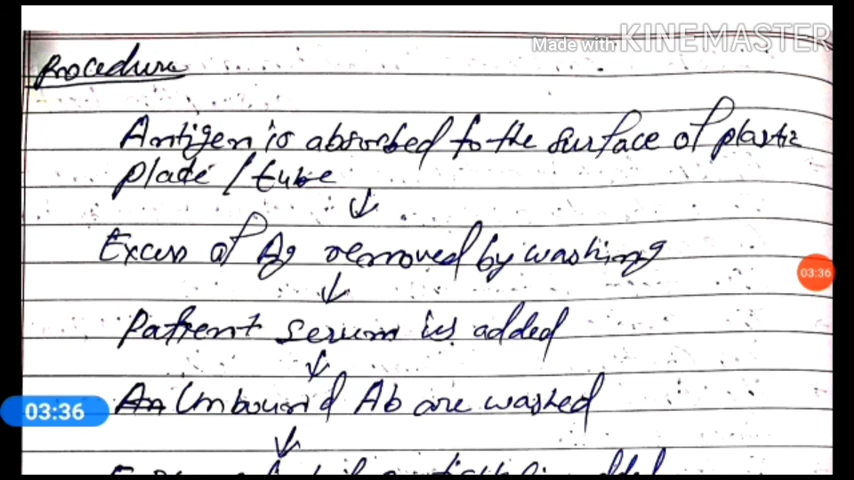 Made with KINEMASTER
Procedure
Antigen is absorbed to the surface of plastic
plate / tube
↓
Excess of Ag removed by washing
↓
Patient serum is added
↓
Unbound Ab are washed
↓
03:36
03:36